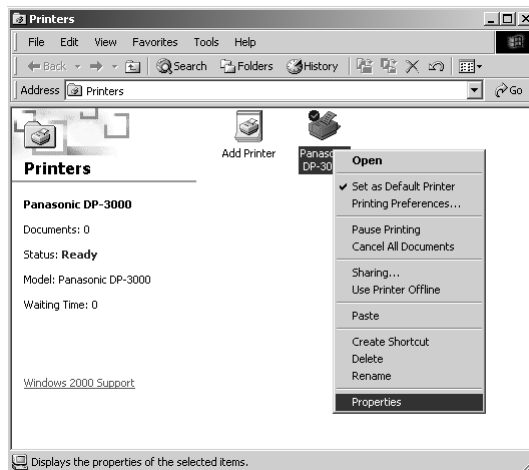 Printers
File Edit View Favorites Tools Help
Back Search Folders History
Address Printers Go
Add Printer
Panaso
DP-30
Printers
Panasonic DP-3000
Documents: 0
Status: Ready
Model: Panasonic DP-3000
Waiting Time: 0
Windows 2000 Support
Open
Set as Default Printer
Printing Preferences...
Pause Printing
Cancel All Documents
Sharing...
Use Printer Offline
Paste
Create Shortcut
Delete
Rename
Properties
Displays the properties of the selected items.